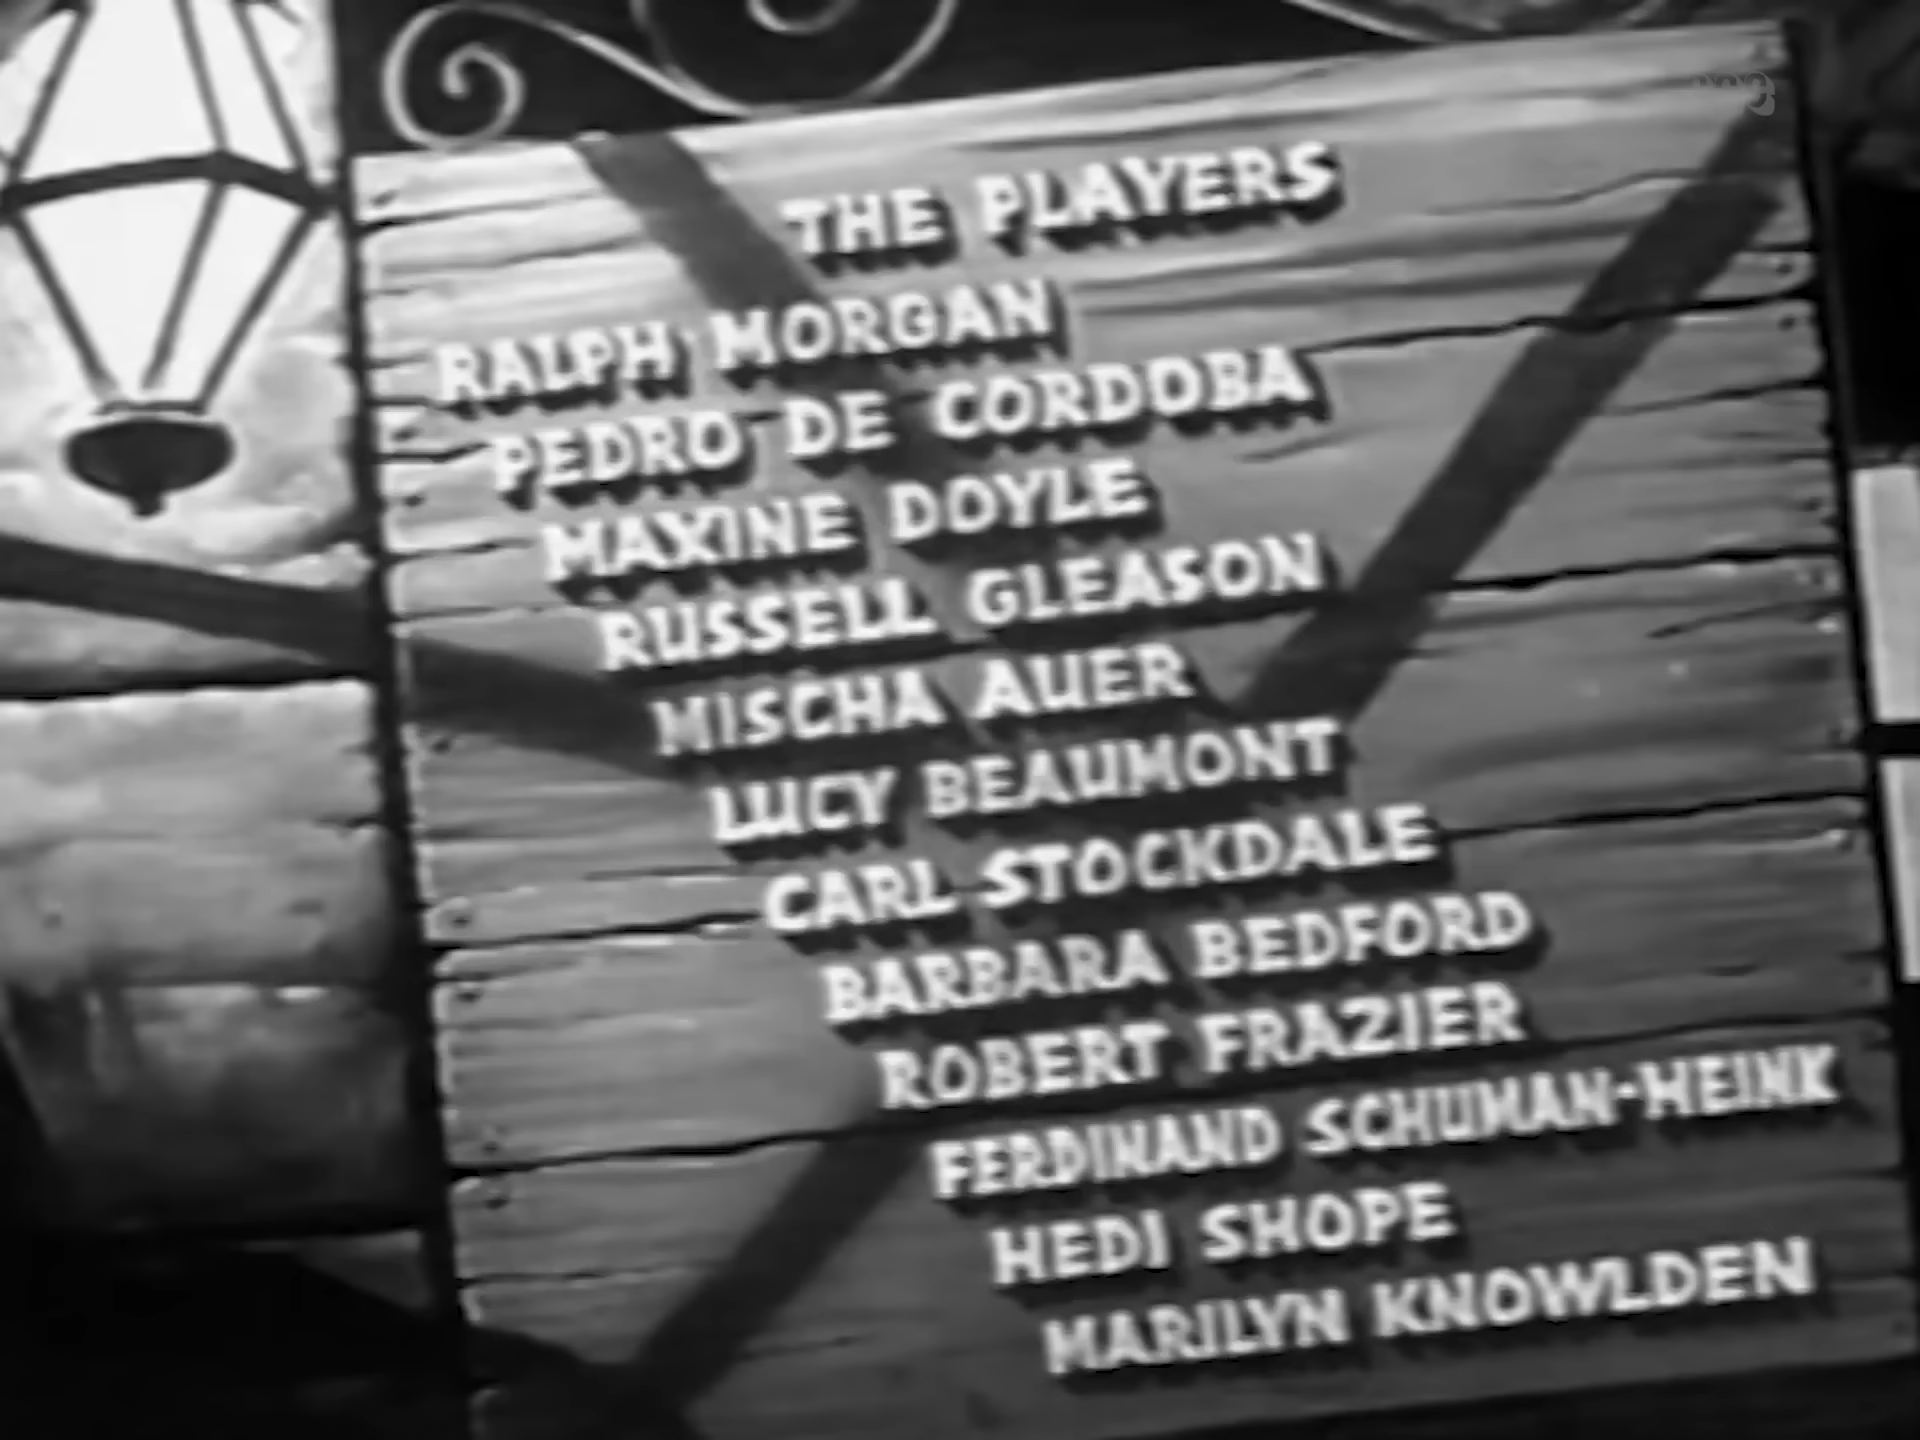 THE PLAYERS
RALPH MORGAN
PEDRO DE CORDOBA
MAXINE DOYLE
RUSSELL GLEASON
MISCHA AUER
LUCY BEAUMONT
CARL STOCKDALE
BARBARA BEDFORD
ROBERT FRAZIER
FERDINAND SCHUMAN-HEINK
HEDI SHOPE
MARILYN KNOWLDEN